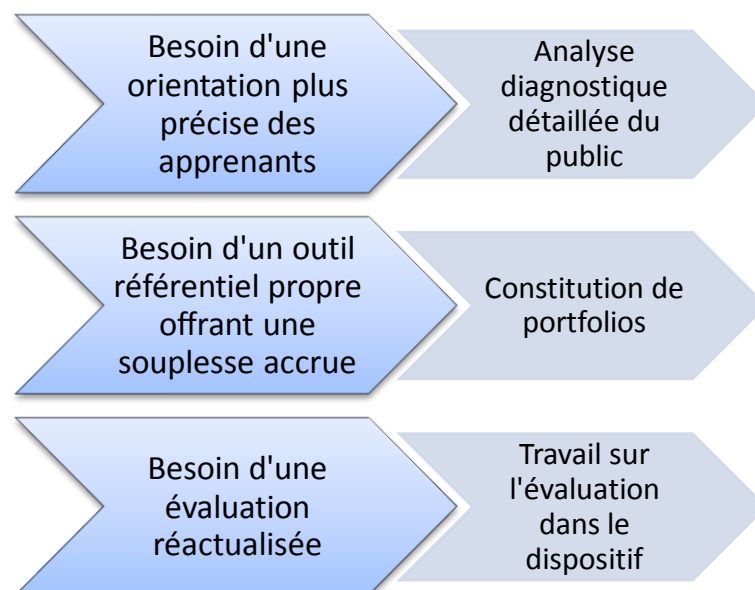 Besoin d'une
orientation plus
précise des
apprenants
Analyse
diagnostique
détaillée du
public
Besoin d'un outil
référentiel propre
offrant une
souplesse accrue
Constitution de
portfolios
Besoin d'une
évaluation
réactualisée
Travail sur
l'évaluation
dans le
dispositif